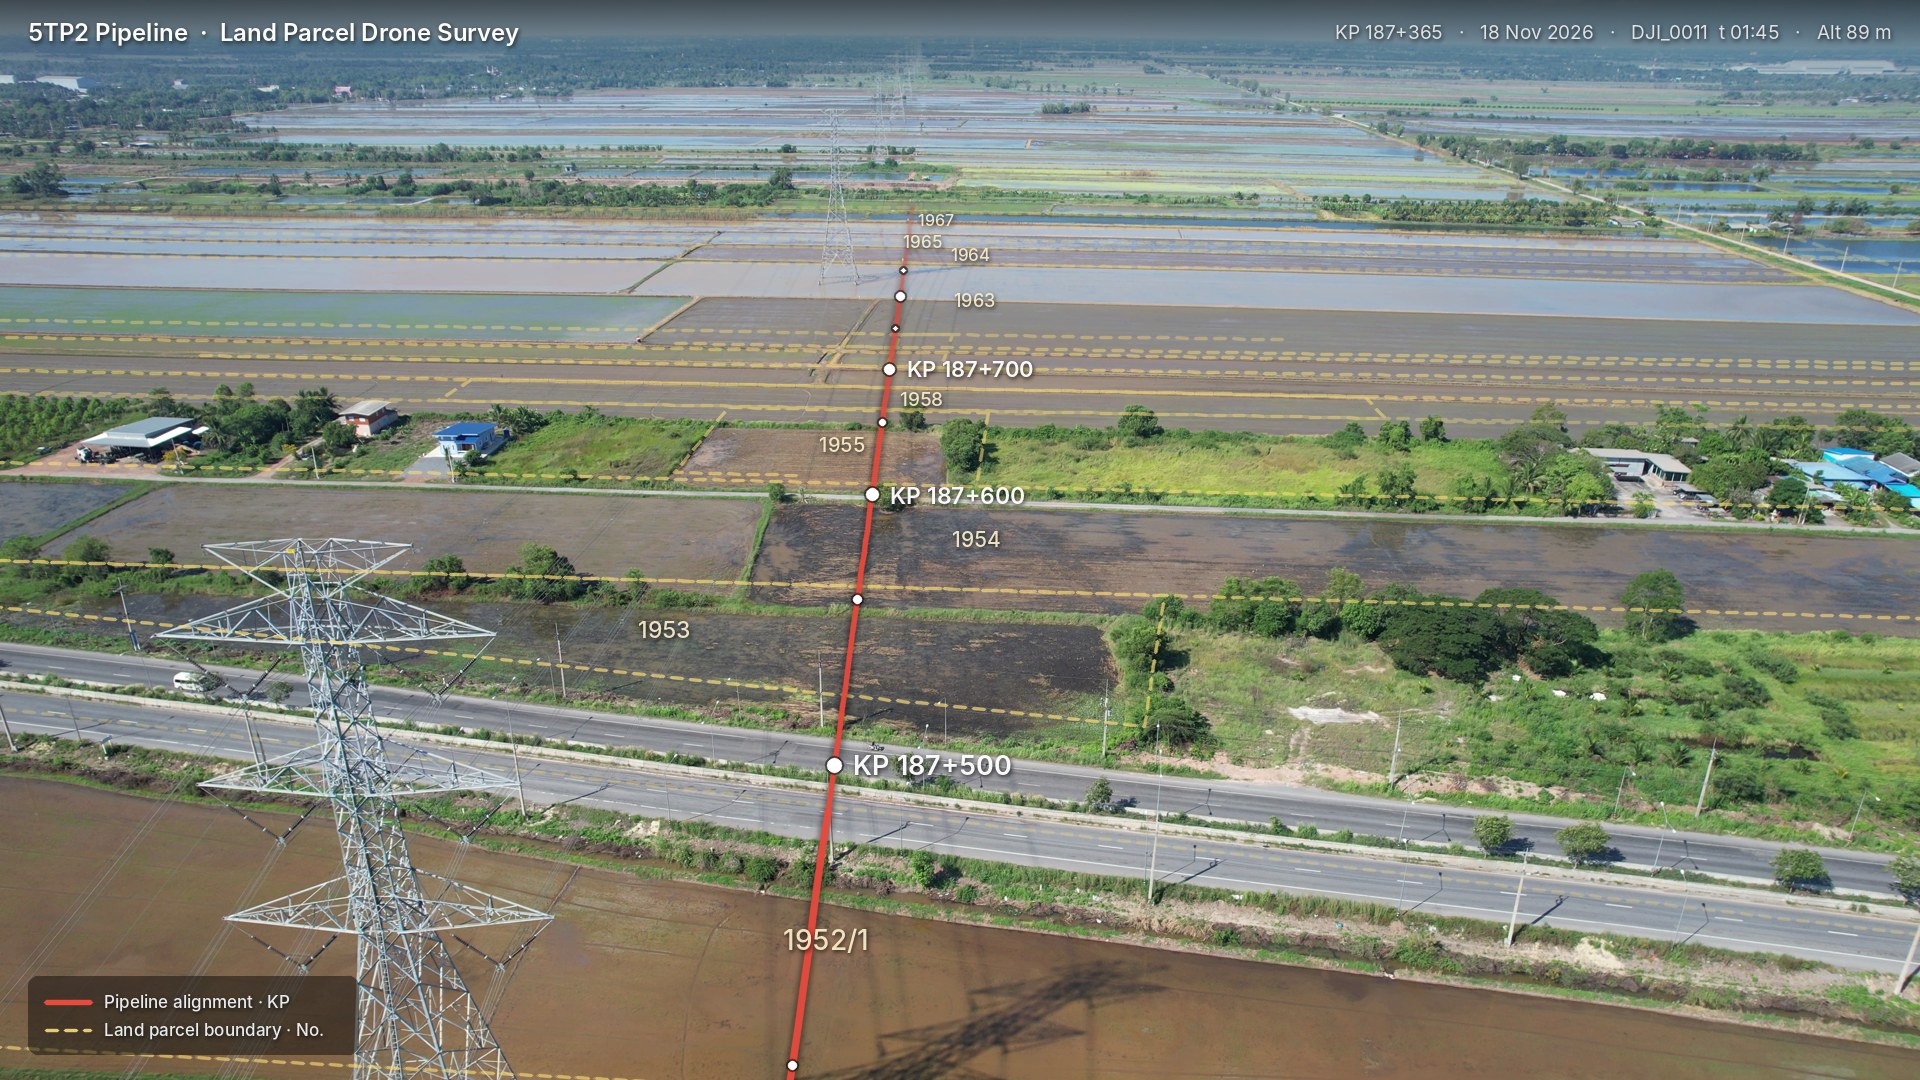 5TP2 Pipeline · Land Parcel Drone Survey
KP 187+365 · 18 Nov 2026 · DJI_0011 t 01:45 · Alt 89 m
1967
1965
1964
1963
KP 187+700
1958
1955
KP 187+600
1954
1953
KP 187+500
1952/1
Pipeline alignment · KP
Land parcel boundary · No.